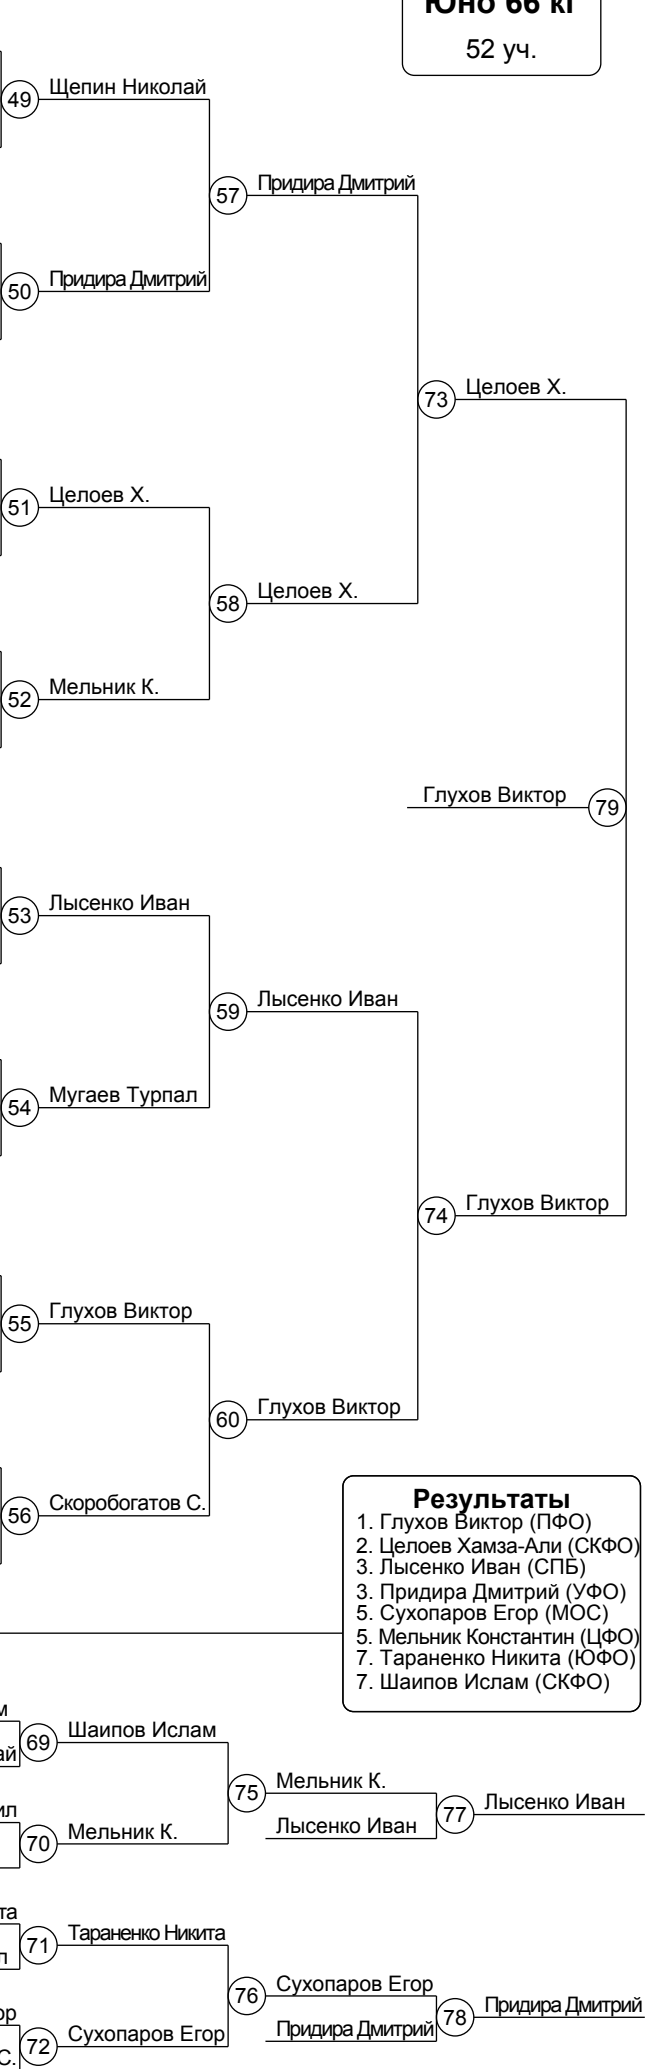 Юно 66 кг
52 уч.
49 Щепин Николай
57 Придира Дмитрий
50 Придира Дмитрий
73 Целоев Х.
51 Целоев Х.
58 Целоев Х.
52 Мельник К.
Глухов Виктор 79
53 Лысенко Иван
59 Лысенко Иван
54 Мугаев Турпал
74 Глухов Виктор
55 Глухов Виктор
60 Глухов Виктор
56 Скоробогатов С.
Результаты
1. Глухов Виктор (ПФО)
2. Целоев Хамза-Али (СКФО)
3. Лысенко Иван (СПБ)
3. Придира Дмитрий (УФО)
5. Сухопаров Егор (МОС)
5. Мельник Константин (ЦФО)
7. Тараненко Никита (ЮФО)
7. Шаипов Ислам (СКФО)
м
69 Шаипов Ислам
ай
75 Мельник К.
77 Лысенко Иван
ил
Лысенко Иван
70 Мельник К.
та
71 Тараненко Никита
л
76 Сухопаров Егор
78 Придира Дмитрий
ор
Придира Дмитрий
72 Сухопаров Егор
С.